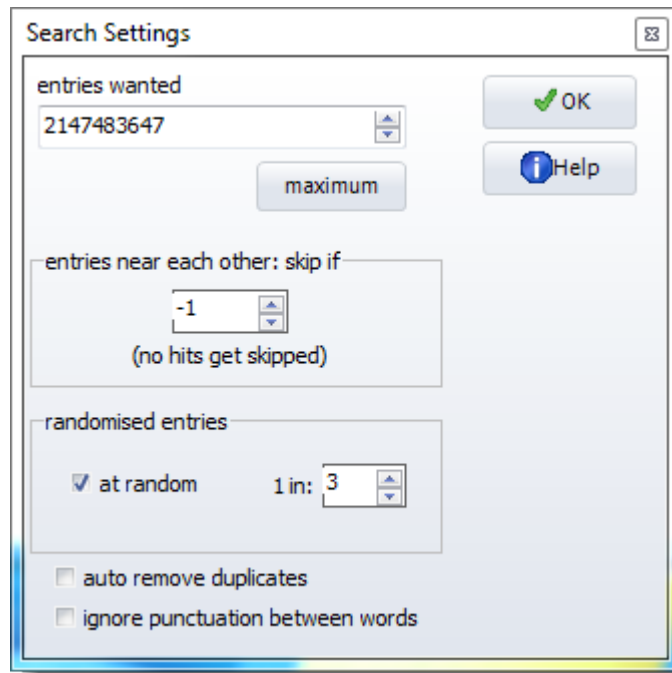 Search Settings
entries wanted
2147483647
OK
Help
maximum
entries near each other: skip if
-1
(no hits get skipped)
randomised entries
at random 1 in: 3
auto remove duplicates
ignore punctuation between words